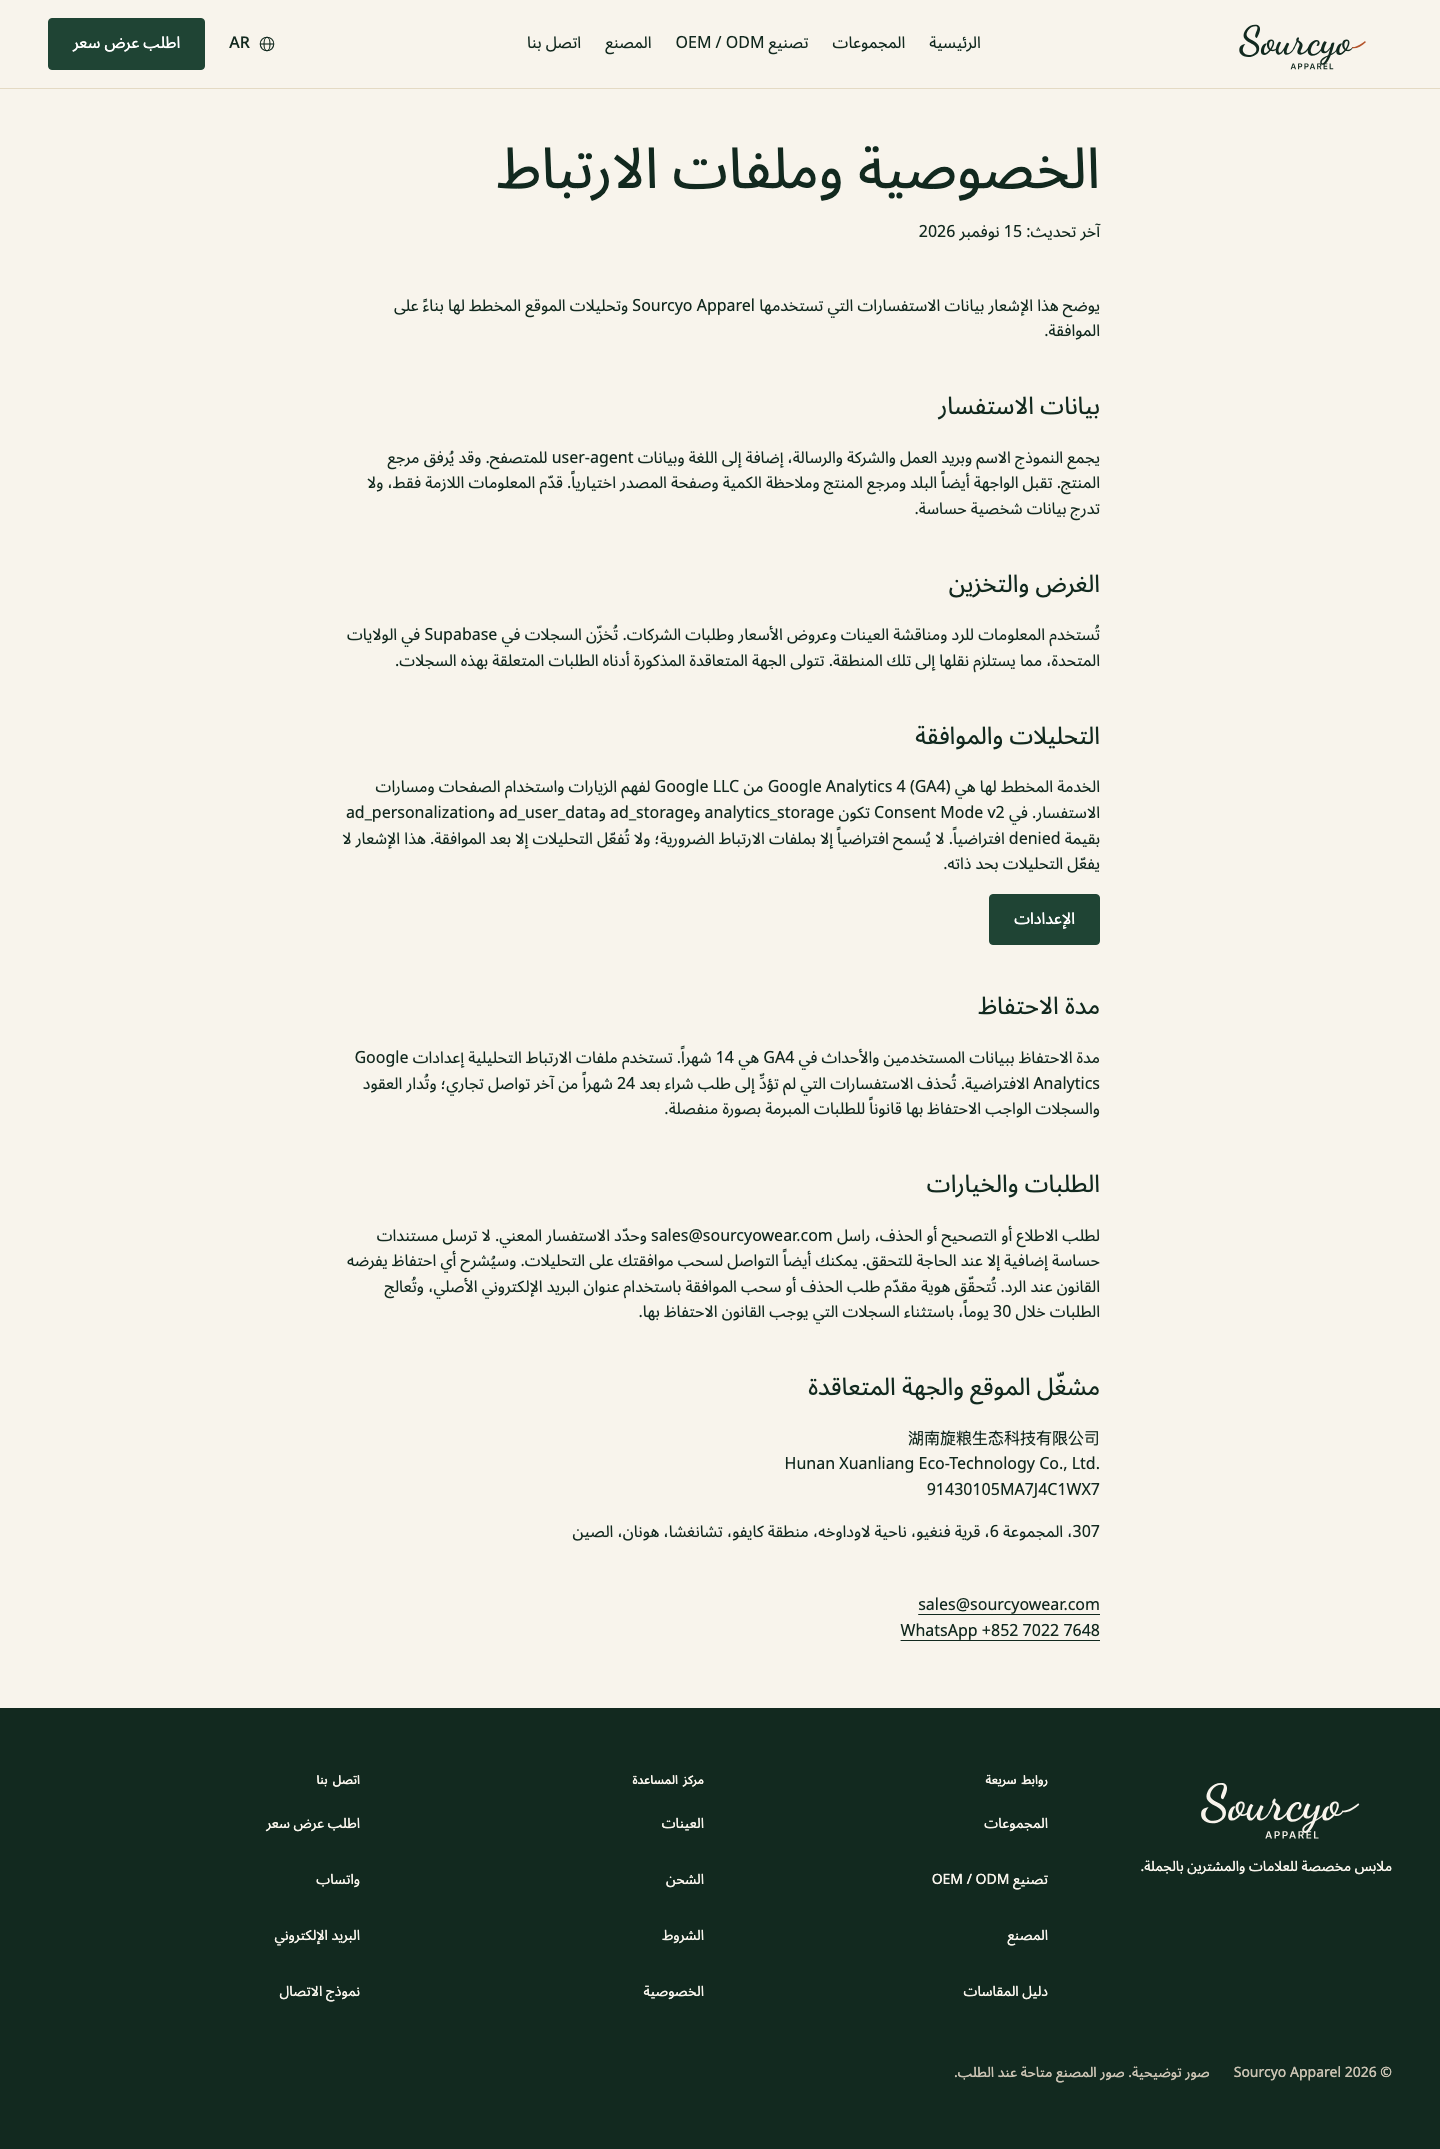 Sourcyo
APPAREL
الرئيسية
المجموعات
تصنيع OEM / ODM
المصنع
اتصل بنا
AR
اطلب عرض سعر
الخصوصية وملفات الارتباط
آخر تحديث: 15 نوفمبر 2026
يوضح هذا الإشعار بيانات الاستفسارات التي تستخدمها Sourcyo Apparel وتحليلات الموقع المخطط لها بناءً على
الموافقة.
بيانات الاستفسار
يجمع النموذج الاسم وبريد العمل والشركة والرسالة، إضافة إلى اللغة وبيانات user-agent للمتصفح. وقد يُرفق مرجع
المنتج. تقبل الواجهة أيضاً البلد ومرجع المنتج وملاحظة الكمية وصفحة المصدر اختيارياً. قدّم المعلومات اللازمة فقط، ولا
تدرج بيانات شخصية حساسة.
الغرض والتخزين
تُستخدم المعلومات للرد ومناقشة العينات وعروض الأسعار وطلبات الشركات. تُخزّن السجلات في Supabase في الولايات
المتحدة، مما يستلزم نقلها إلى تلك المنطقة. تتولى الجهة المتعاقدة المذكورة أدناه الطلبات المتعلقة بهذه السجلات.
التحليلات والموافقة
الخدمة المخطط لها هي Google Analytics 4 (GA4) من Google LLC لفهم الزيارات واستخدام الصفحات ومسارات
الاستفسار. في Consent Mode v2 تكون analytics_storage وad_storage وad_user_data وad_personalization
بقيمة denied افتراضياً. لا يُسمح افتراضياً إلا بملفات الارتباط الضرورية؛ ولا تُفعّل التحليلات إلا بعد الموافقة. هذا الإشعار لا
يفعّل التحليلات بحد ذاته.
الإعدادات
مدة الاحتفاظ
مدة الاحتفاظ ببيانات المستخدمين والأحداث في GA4 هي 14 شهراً. تستخدم ملفات الارتباط التحليلية إعدادات Google
Analytics الافتراضية. تُحذف الاستفسارات التي لم تؤدِّ إلى طلب شراء بعد 24 شهراً من آخر تواصل تجاري؛ وتُدار العقود
والسجلات الواجب الاحتفاظ بها قانوناً للطلبات المبرمة بصورة منفصلة.
الطلبات والخيارات
لطلب الاطلاع أو التصحيح أو الحذف، راسل sales@sourcyowear.com وحدّد الاستفسار المعني. لا ترسل مستندات
حساسة إضافية إلا عند الحاجة للتحقق. يمكنك أيضاً التواصل لسحب موافقتك على التحليلات. وسيُشرح أي احتفاظ يفرضه
القانون عند الرد. تُتحقّق هوية مقدّم طلب الحذف أو سحب الموافقة باستخدام عنوان البريد الإلكتروني الأصلي، وتُعالج
الطلبات خلال 30 يوماً، باستثناء السجلات التي يوجب القانون الاحتفاظ بها.
مشغّل الموقع والجهة المتعاقدة
湖南旋粮生态科技有限公司
Hunan Xuanliang Eco-Technology Co., Ltd.
91430105MA7J4C1WX7
307، المجموعة 6، قرية فنغيو، ناحية لاوداوخه، منطقة كايفو، تشانغشا، هونان، الصين
sales@sourcyowear.com
WhatsApp +852 7022 7648
Sourcyo
APPAREL
ملابس مخصصة للعلامات والمشترين بالجملة.
روابط سريعة
المجموعات
تصنيع OEM / ODM
المصنع
دليل المقاسات
مركز المساعدة
العينات
الشحن
الشروط
الخصوصية
اتصل بنا
اطلب عرض سعر
واتساب
البريد الإلكتروني
نموذج الاتصال
© 2026 Sourcyo Apparel
صور توضيحية. صور المصنع متاحة عند الطلب.